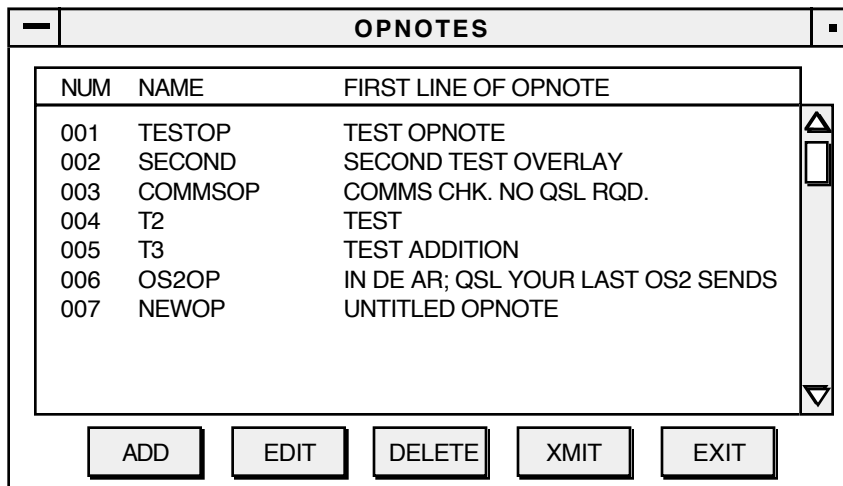 OPNOTES
NUM NAME FIRST LINE OF OPNOTE
001 TESTOP TEST OPNOTE
002 SECOND SECOND TEST OVERLAY
003 COMMSOP COMMS CHK. NO QSL RQD.
004 T2 TEST
005 T3 TEST ADDITION
006 OS2OP IN DE AR; QSL YOUR LAST OS2 SENDS
007 NEWOP UNTITLED OPNOTE
ADD EDIT DELETE XMIT EXIT